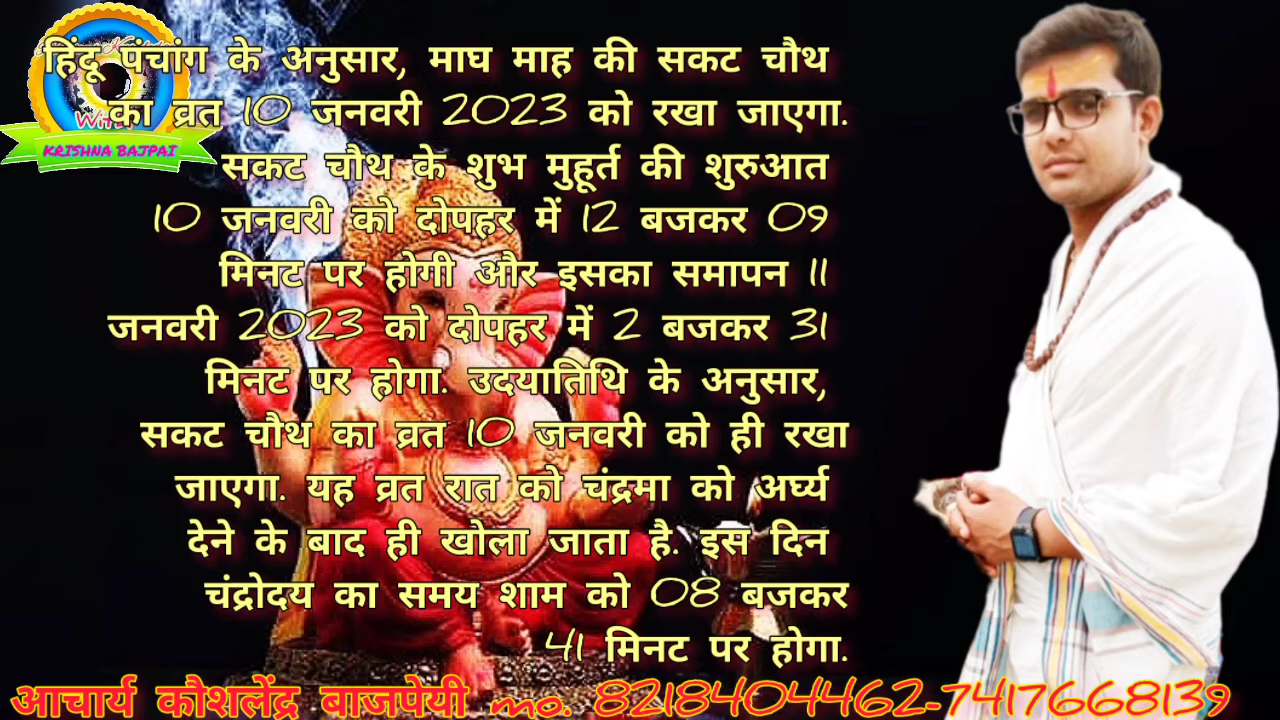 हिंदू पंचांग के अनुसार, माघ माह की सकट चौथ
का व्रत 10 जनवरी 2023 को रखा जाएगा.
सकट चौथ के शुभ मुहूर्त की शुरुआत
10 जनवरी को दोपहर में 12 बजकर 09
मिनट पर होगी और इसका समापन 11
जनवरी 2023 को दोपहर में 2 बजकर 31
मिनट पर होगा. उदयातिथि के अनुसार,
सकट चौथ का व्रत 10 जनवरी को ही रखा
जाएगा. यह व्रत रात को चंद्रमा को अर्घ्य
देने के बाद ही खोला जाता है. इस दिन
चंद्रोदय का समय शाम को 08 बजकर
41 मिनट पर होगा.
With
KRISHNA BAJPAI
आचार्य कौशलेंद्र बाजपेयी mo. 8218404462-7417668139